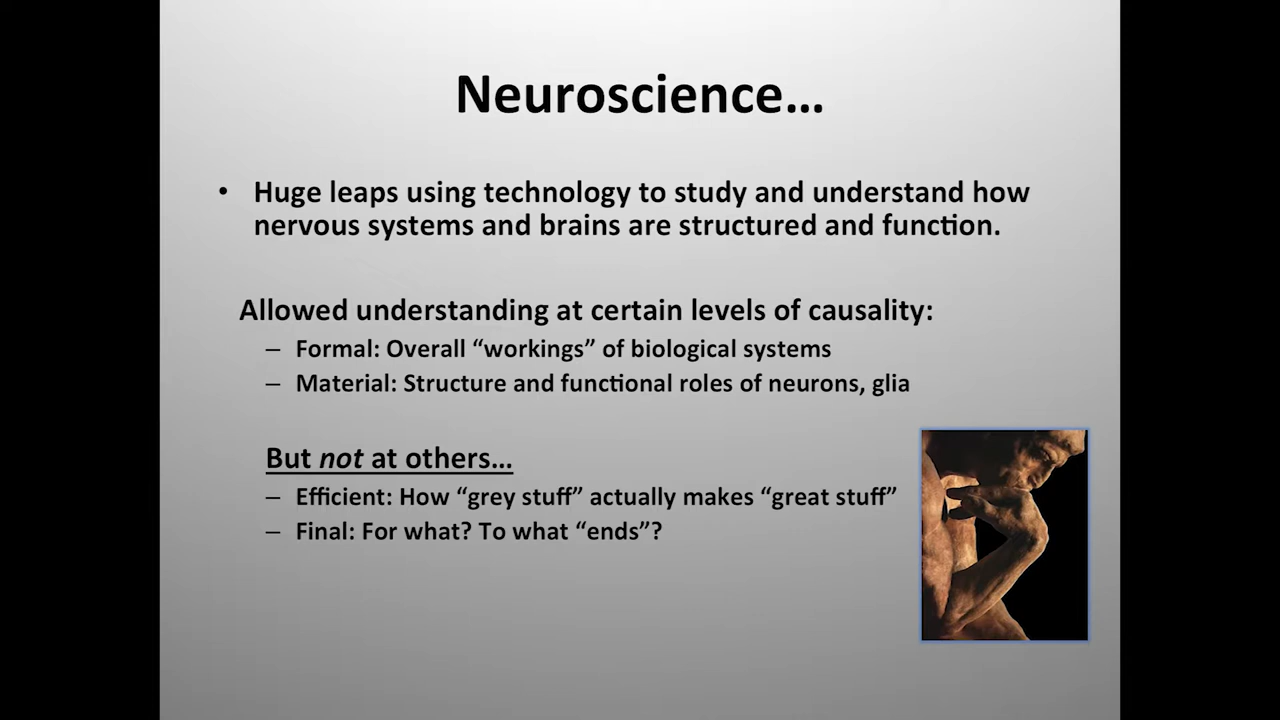 Neuroscience…
• Huge leaps using technology to study and understand how
nervous systems and brains are structured and function.
Allowed understanding at certain levels of causality:
– Formal: Overall “workings” of biological systems
– Material: Structure and functional roles of neurons, glia
But not at others…
– Efficient: How “grey stuff” actually makes “great stuff”
– Final: For what? To what “ends”?